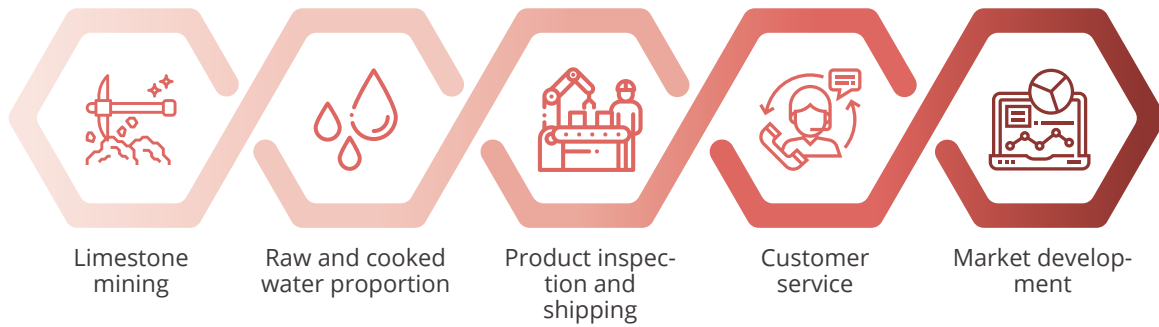 Limestone
mining
Raw and cooked
water proportion
Product inspec-
tion and
shipping
Customer
service
Market develop-
ment